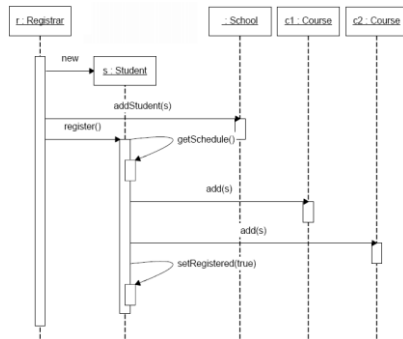 r : Registrar
: School
c1 : Course
c2 : Course
new
s : Student
addStudent(s)
register()
getSchedule()
add(s)
add(s)
setRegistered(true)